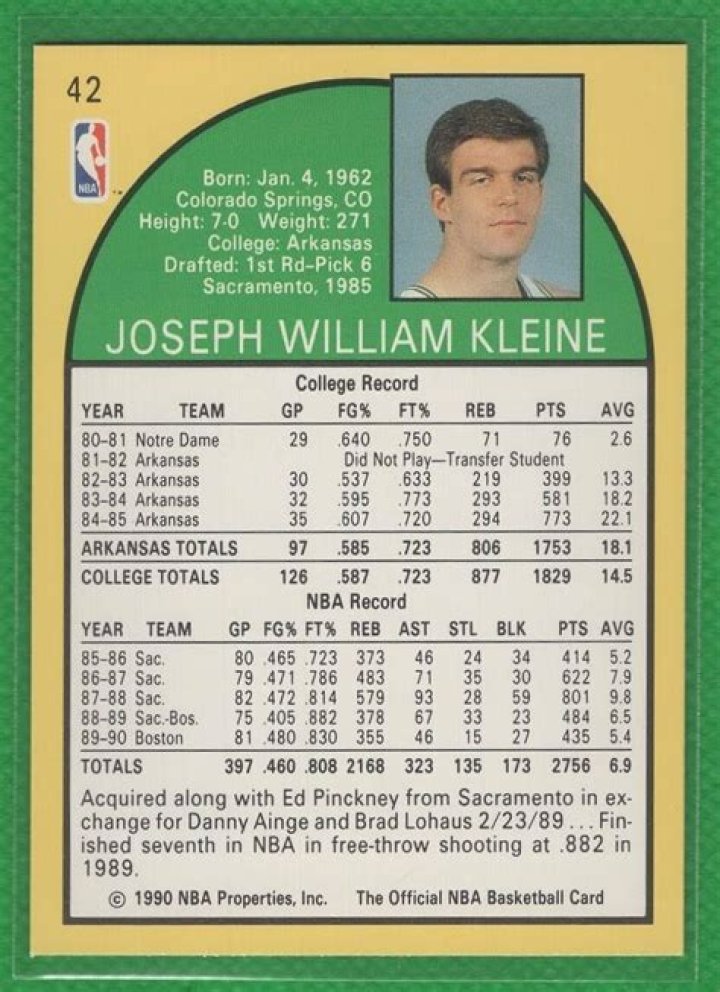 42
NBA
Born: Jan. 4, 1962
Colorado Springs, CO
Height: 7-0 Weight: 271
College: Arkansas
Drafted: 1st Rd-Pick 6
Sacramento, 1985
JOSEPH WILLIAM KLEINE
College Record
YEAR TEAM GP FG% FT% REB PTS AVG
80-81 Notre Dame 29 .640 .750 71 76 2.6
81-82 Arkansas Did Not Play—Transfer Student
82-83 Arkansas 30 .537 .633 219 399 13.3
83-84 Arkansas 32 .595 .773 293 581 18.2
84-85 Arkansas 35 .607 .720 294 773 22.1
ARKANSAS TOTALS 97 .585 .723 806 1753 18.1
COLLEGE TOTALS 126 .587 .723 877 1829 14.5
NBA Record
YEAR TEAM GP FG% FT% REB AST STL BLK PTS AVG
85-86 Sac. 80 .465 .723 373 46 24 34 414 5.2
86-87 Sac. 79 .471 .786 483 71 35 30 622 7.9
87-88 Sac. 82 .472 .814 579 93 28 59 801 9.8
88-89 Sac.-Bos. 75 .405 .882 378 67 33 23 484 6.5
89-90 Boston 81 .480 .830 355 46 15 27 435 5.4
TOTALS 397 .460 .808 2168 323 135 173 2756 6.9
Acquired along with Ed Pinckney from Sacramento in ex-
change for Danny Ainge and Brad Lohaus 2/23/89 ... Fin-
ished seventh in NBA in free-throw shooting at .882 in
1989.
© 1990 NBA Properties, Inc. The Official NBA Basketball Card